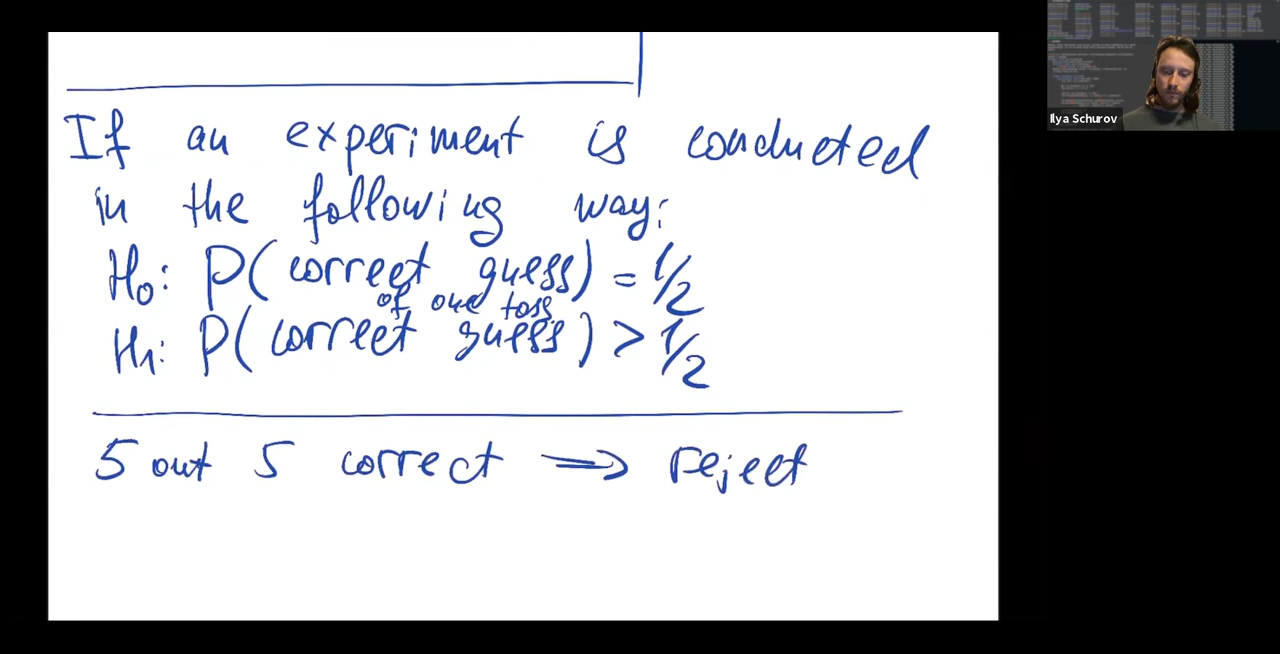 If an experiment is conducted
in the following way:
H0: P(correct guess) = 1/2
of one toss
H1: P(correct guess) > 1/2
5 out 5 correct ⟹ reject
Ilya Schurov